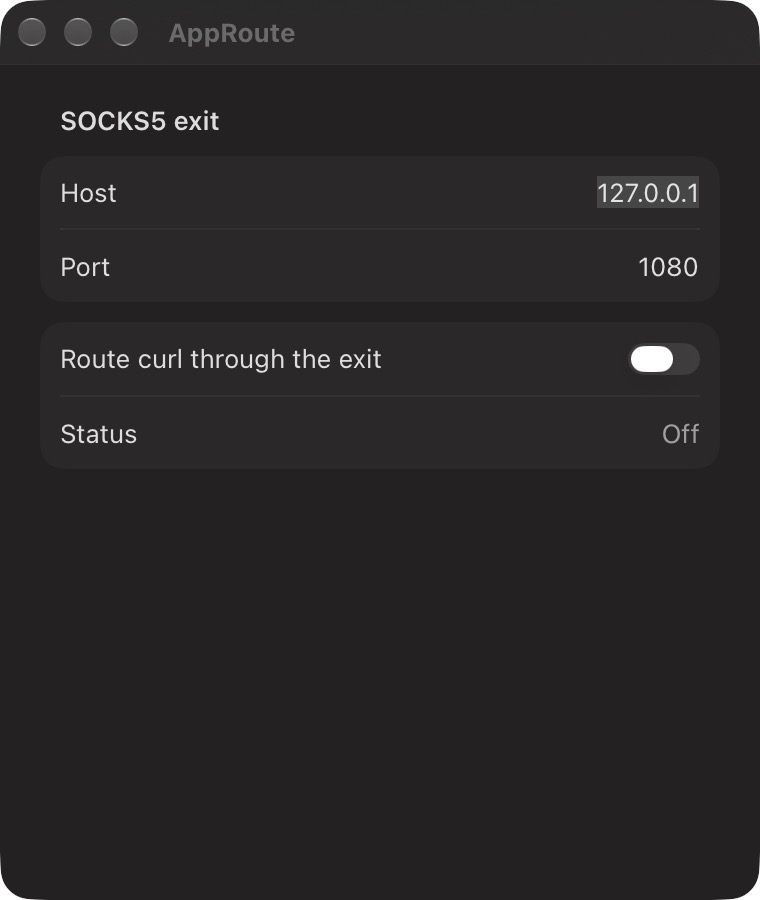 AppRoute
SOCKS5 exit
Host 127.0.0.1
Port 1080
Route curl through the exit
Status Off